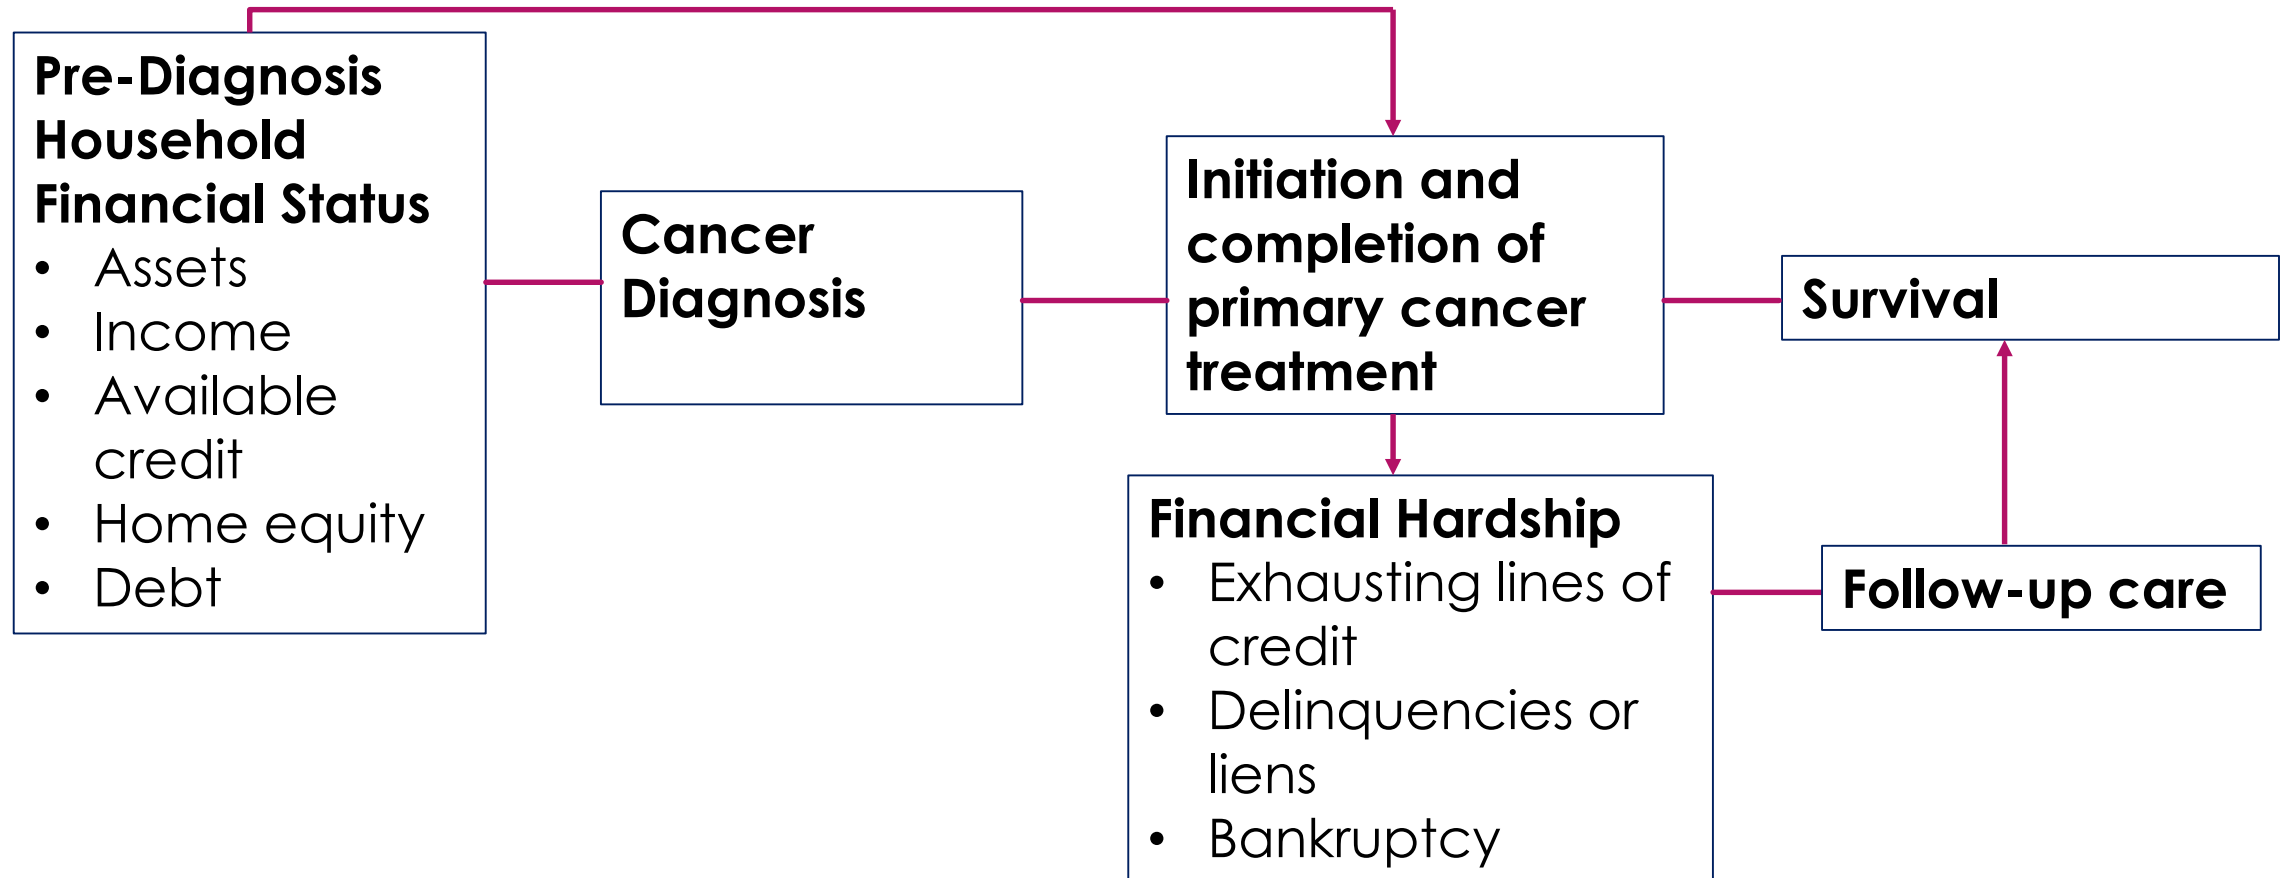 Pre-Diagnosis
Household
Financial Status
• Assets
• Income
• Available
credit
• Home equity
• Debt
Cancer
Diagnosis
Initiation and
completion of
primary cancer
treatment
Survival
Financial Hardship
• Exhausting lines of
credit
• Delinquencies or
liens
• Bankruptcy
Follow-up care